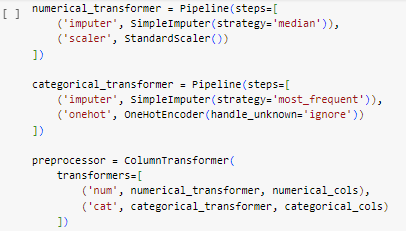 [ ] numerical_transformer = Pipeline(steps=[
    ('imputer', SimpleImputer(strategy='median')),
    ('scaler', StandardScaler())
])

categorical_transformer = Pipeline(steps=[
    ('imputer', SimpleImputer(strategy='most_frequent')),
    ('onehot', OneHotEncoder(handle_unknown='ignore'))
])

preprocessor = ColumnTransformer(
    transformers=[
        ('num', numerical_transformer, numerical_cols),
        ('cat', categorical_transformer, categorical_cols)
    ])